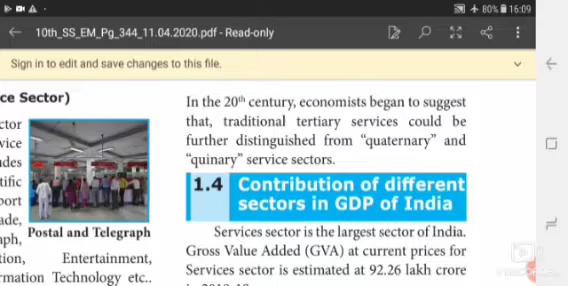 80% 16:09
10th_SS_EM_Pg_344_11.04.2020.pdf - Read-only
Sign in to edit and save changes to this file.
ce Sector)
ctor
vice
ades
tific
port
ade,
aph,
Postal and Telegraph
tion, Entertainment,
rmation Technology etc..
In the 20th century, economists began to suggest
that, traditional tertiary services could be
further distinguished from “quaternary” and
“quinary” service sectors.
1.4 Contribution of different
sectors in GDP of India
Services sector is the largest sector of India.
Gross Value Added (GVA) at current prices for
Services sector is estimated at 92.26 lakh crore